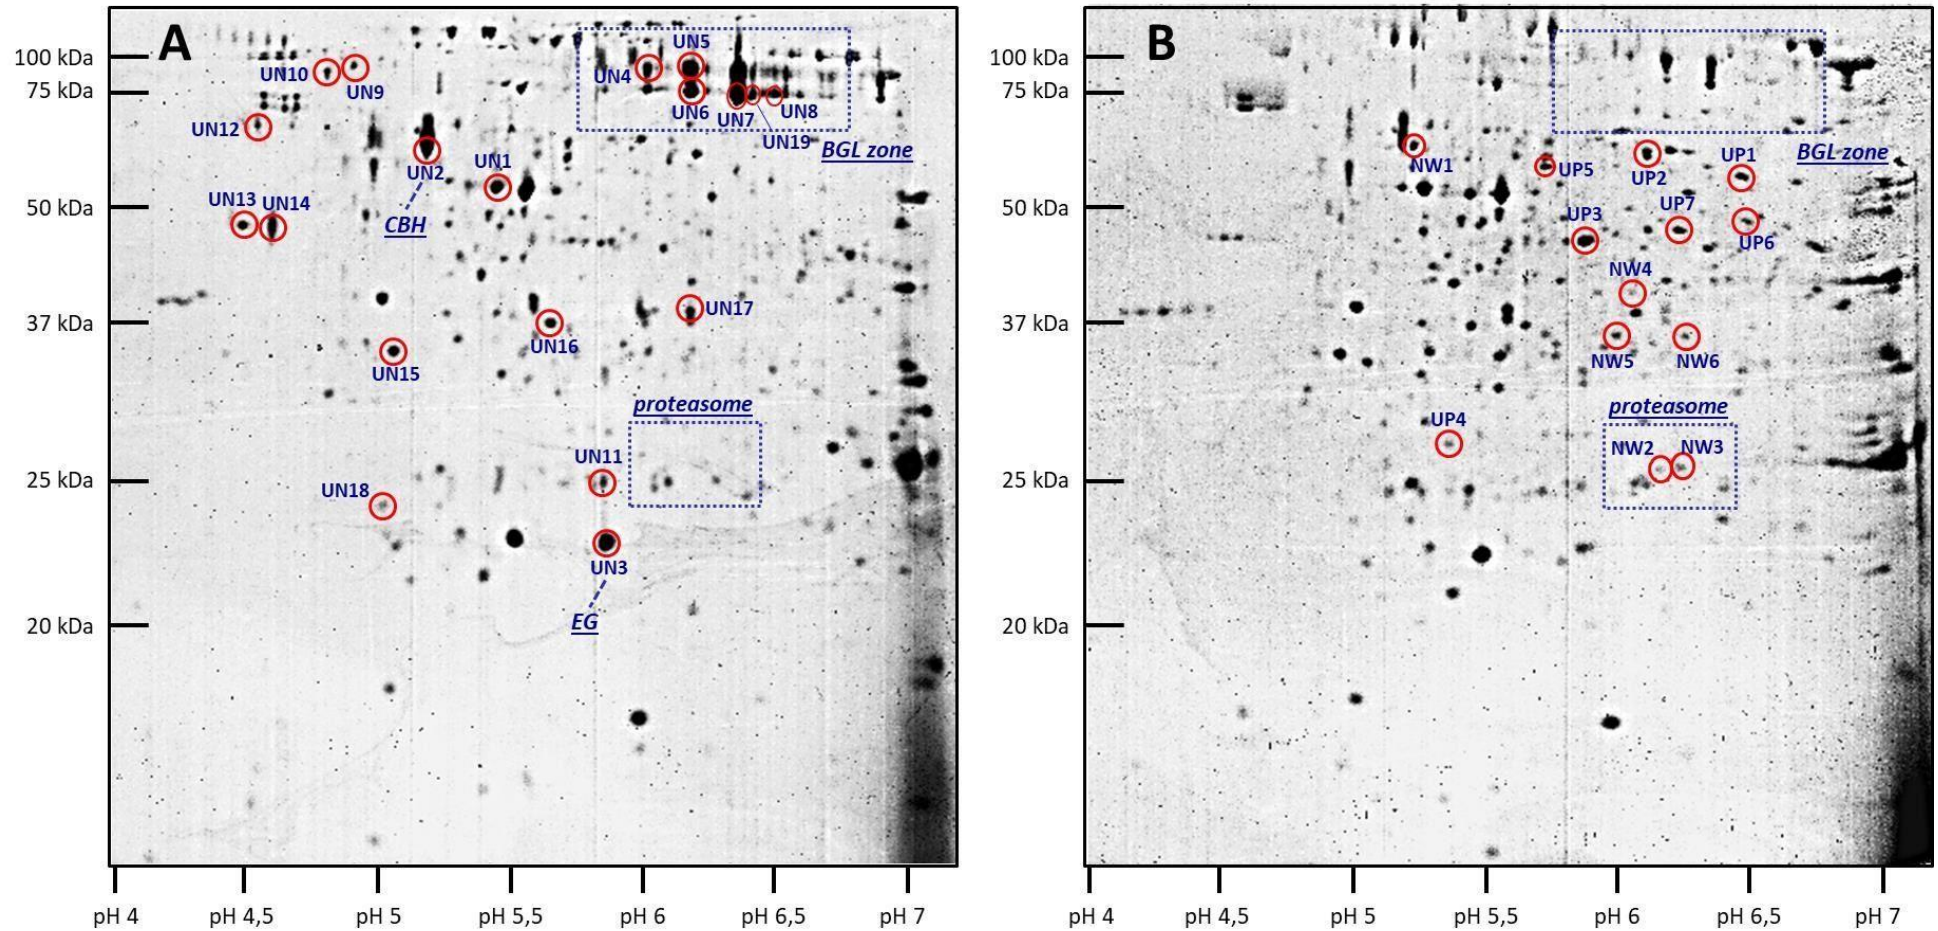 A
100 kDa
75 kDa
50 kDa
37 kDa
25 kDa
20 kDa
UN10
UN9
UN12
UN13
UN14
UN2
CBH
UN1
UN4
UN5
UN6
UN7
UN19
UN8
BGL zone
UN17
UN16
UN15
proteasome
UN11
UN18
UN3
EG
pH 4
pH 4,5
pH 5
pH 5,5
pH 6
pH 6,5
pH 7
B
100 kDa
75 kDa
50 kDa
37 kDa
25 kDa
20 kDa
BGL zone
NW1
UP5
UP2
UP1
UP3
UP7
UP6
NW4
NW5
NW6
proteasome
UP4
NW2
NW3
pH 4
pH 4,5
pH 5
pH 5,5
pH 6
pH 6,5
pH 7